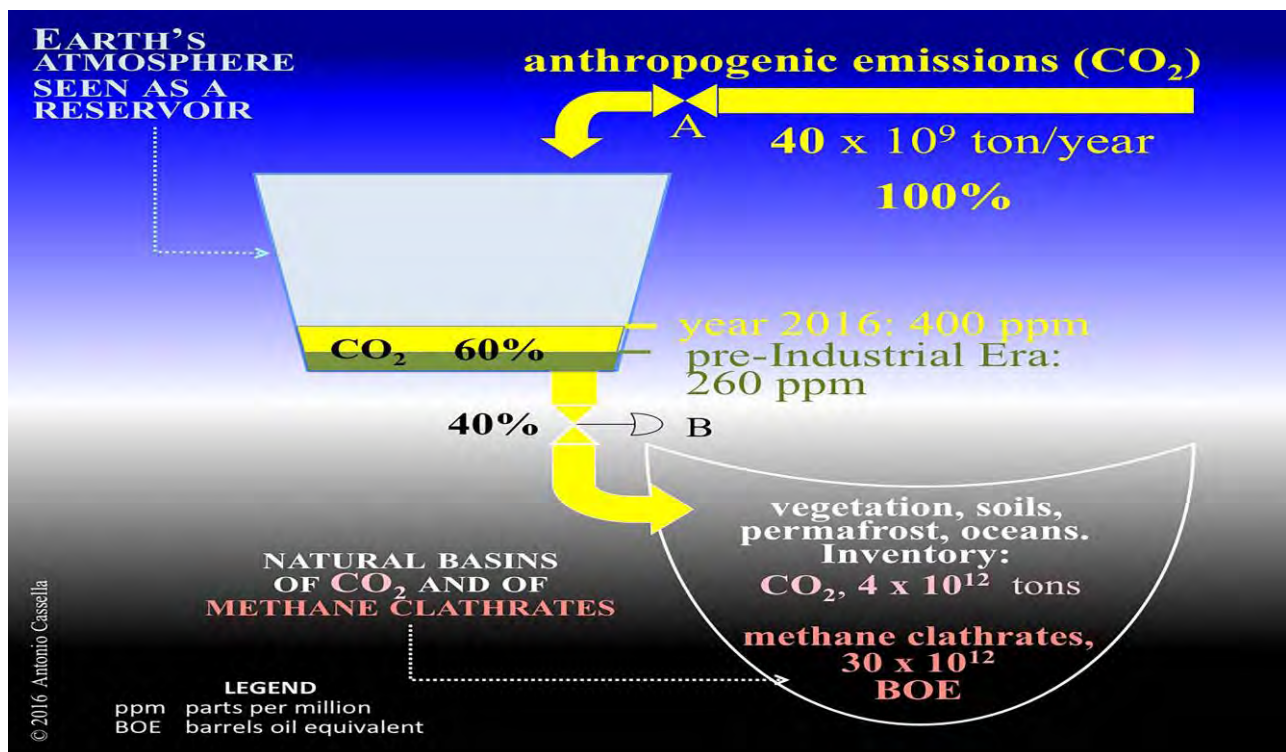 EARTH'S
ATMOSPHERE
SEEN AS A
RESERVOIR
anthropogenic emissions (CO₂)
A
40 x 10⁹ ton/year
100%
year 2016: 400 ppm
CO₂ 60%
pre-Industrial Era:
260 ppm
40%
B
vegetation, soils,
permafrost, oceans.
Inventory:
CO₂, 4 x 10¹² tons
methane clathrates,
30 x 10¹²
BOE
NATURAL BASINS
OF CO₂ AND OF
METHANE CLATHRATES
LEGEND
ppm parts per million
BOE barrels oil equivalent
© 2016 Antonio Cassella